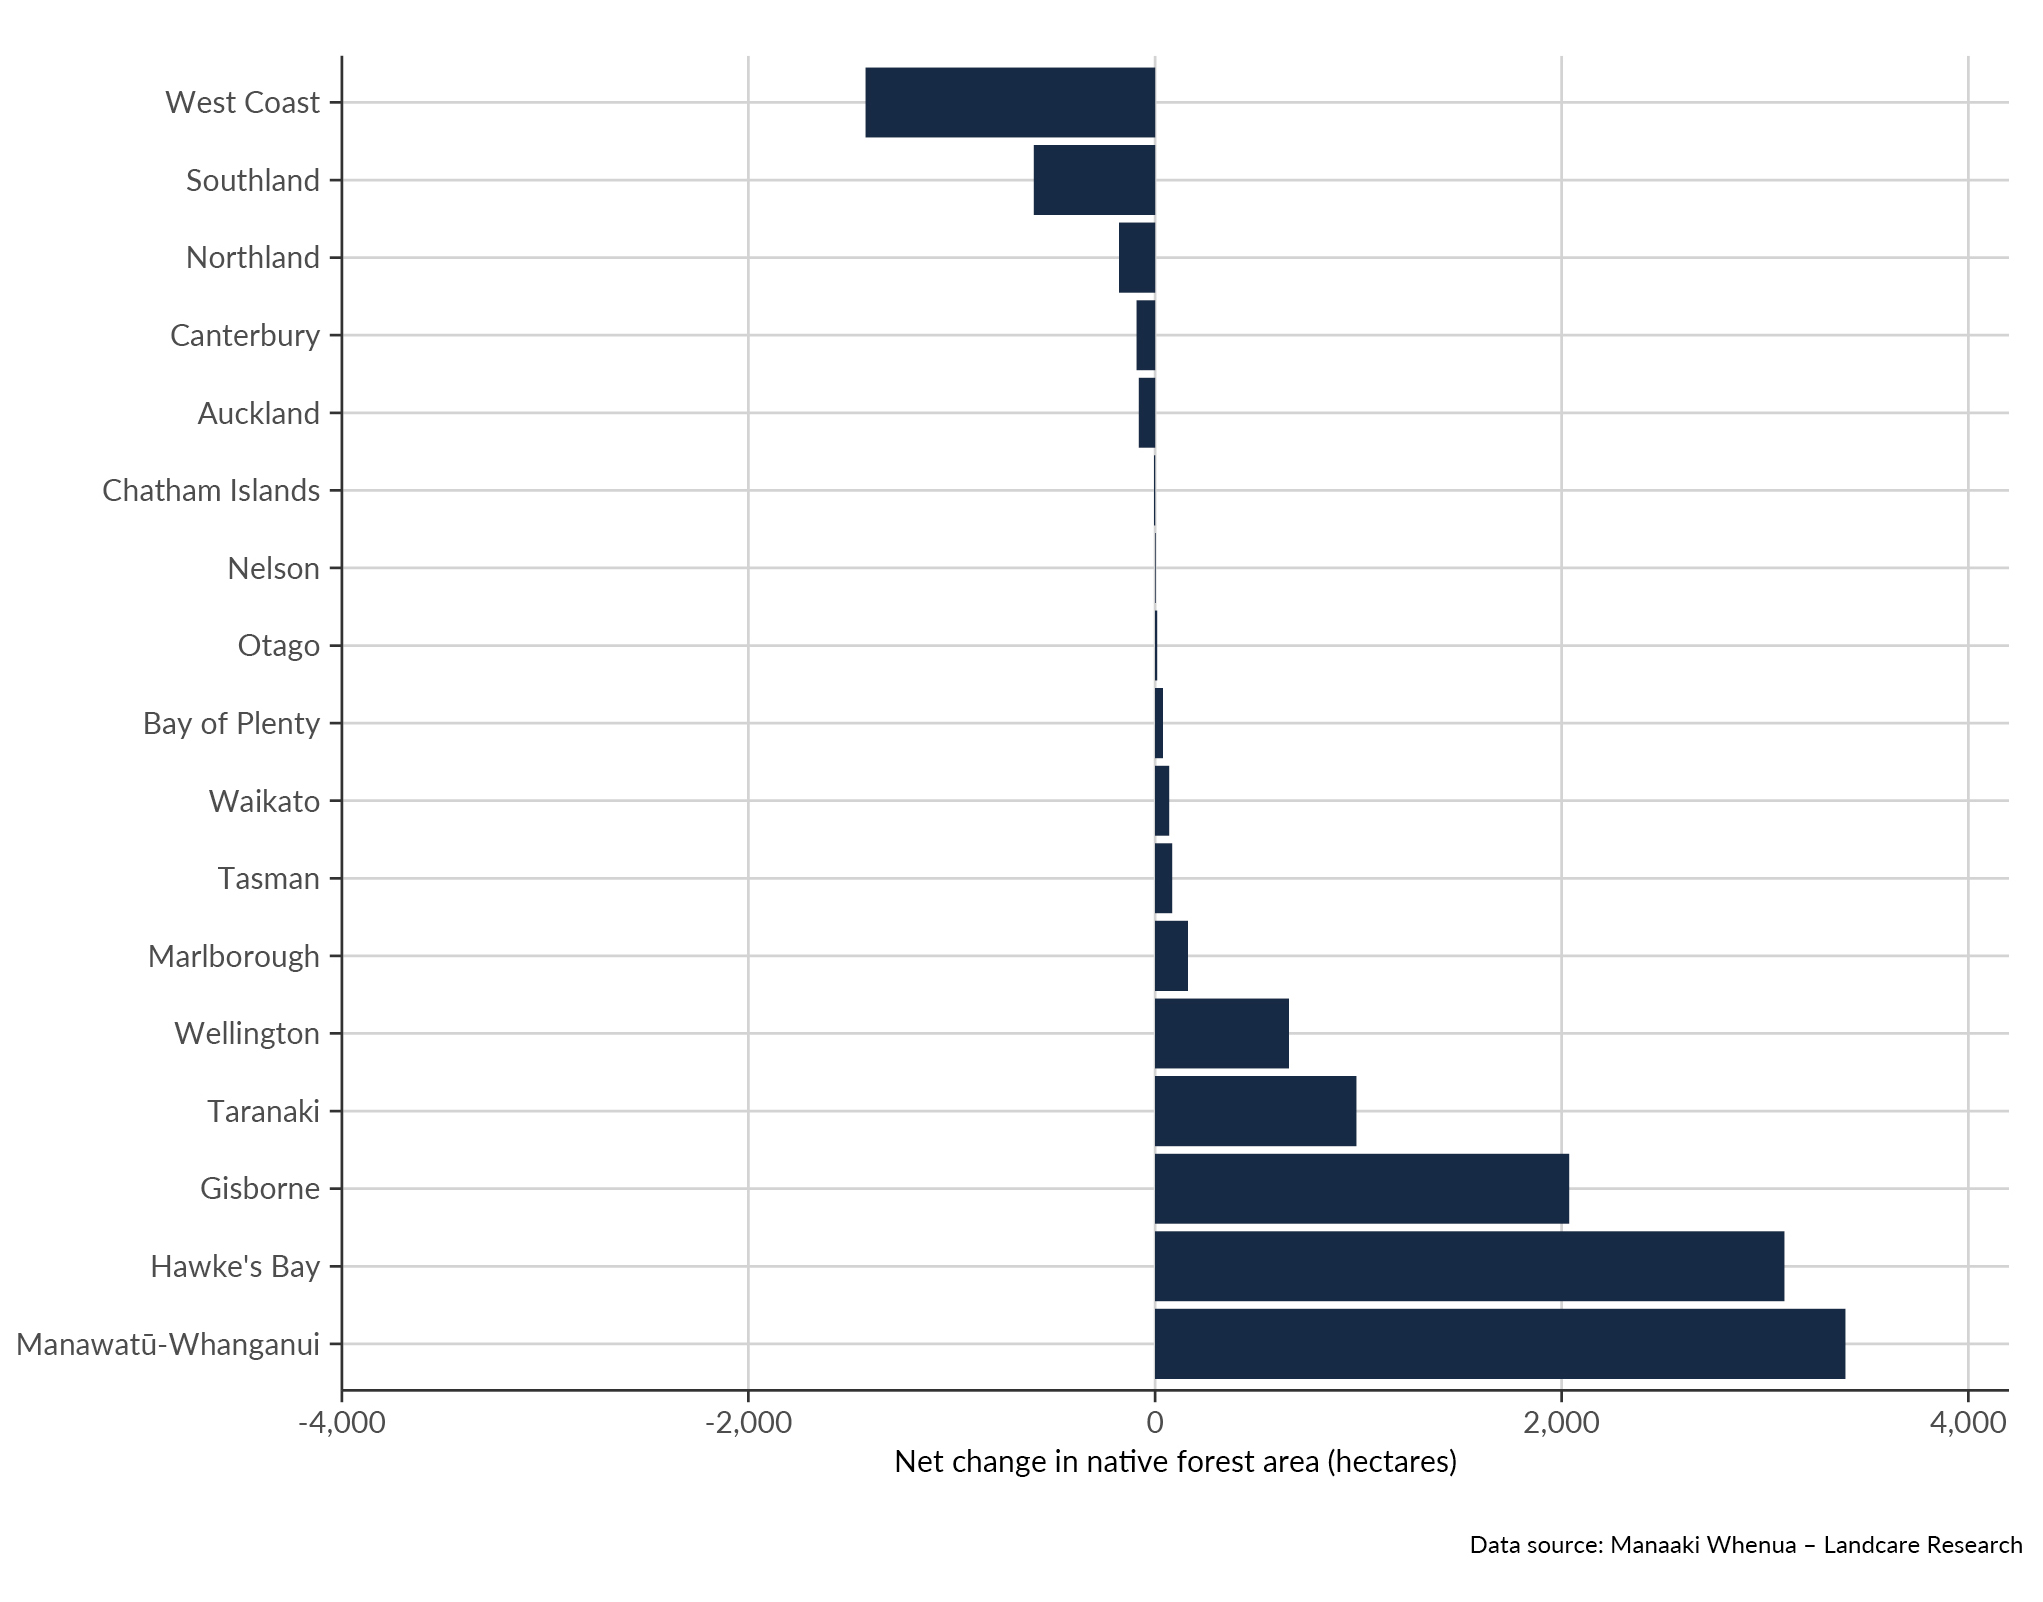 West Coast
Southland
Northland
Canterbury
Auckland
Chatham Islands
Nelson
Otago
Bay of Plenty
Waikato
Tasman
Marlborough
Wellington
Taranaki
Gisborne
Hawke's Bay
Manawatū-Whanganui
-4,000 -2,000 0 2,000 4,000
Net change in native forest area (hectares)
Data source: Manaaki Whenua – Landcare Research